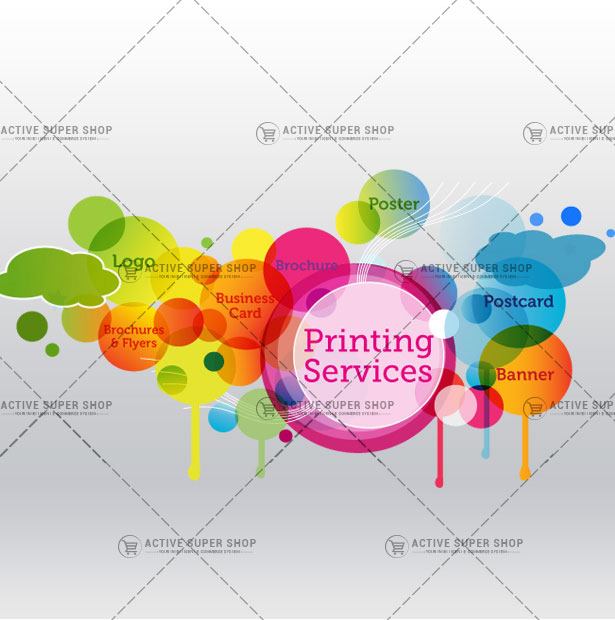 ACTIVE SUPER SHOP
ACTIVE SUPER SHOP
ACTIVE SUPER
Poster
Logo
Brochure
ACTIVE SUPER SHOP
ACTIVE SUPER SHOP
Business
Card
Postcard
Brochures
& Flyers
Printing
Services
Banner
ACTIVE SUPER SHOP
ACTIVE SUPER SHOP
ACTIVE SUPER
ACTIVE SUPER SHOP
ACTIVE SUPER SHOP